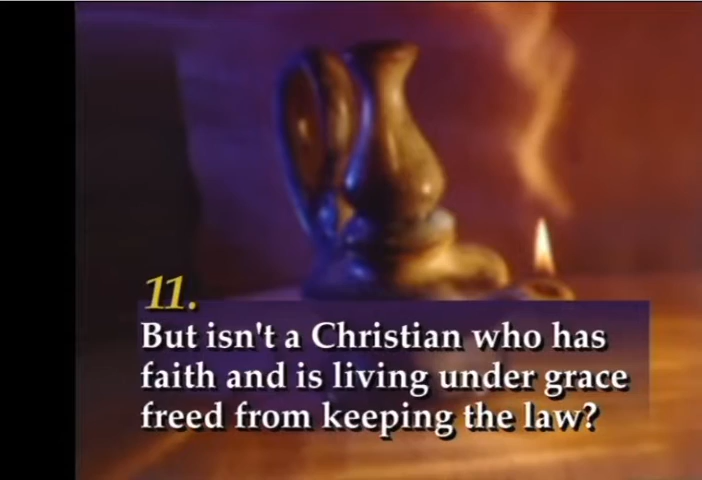 11.
But isn't a Christian who has
faith and is living under grace
freed from keeping the law?